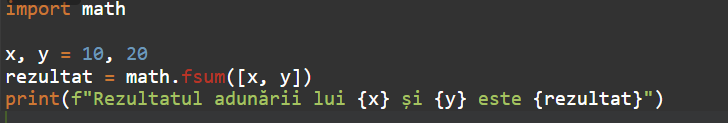 import math
x, y = 10, 20
rezultat = math.fsum([x, y])
print(f"Rezultatul adunării lui {x} și {y} este {rezultat}")